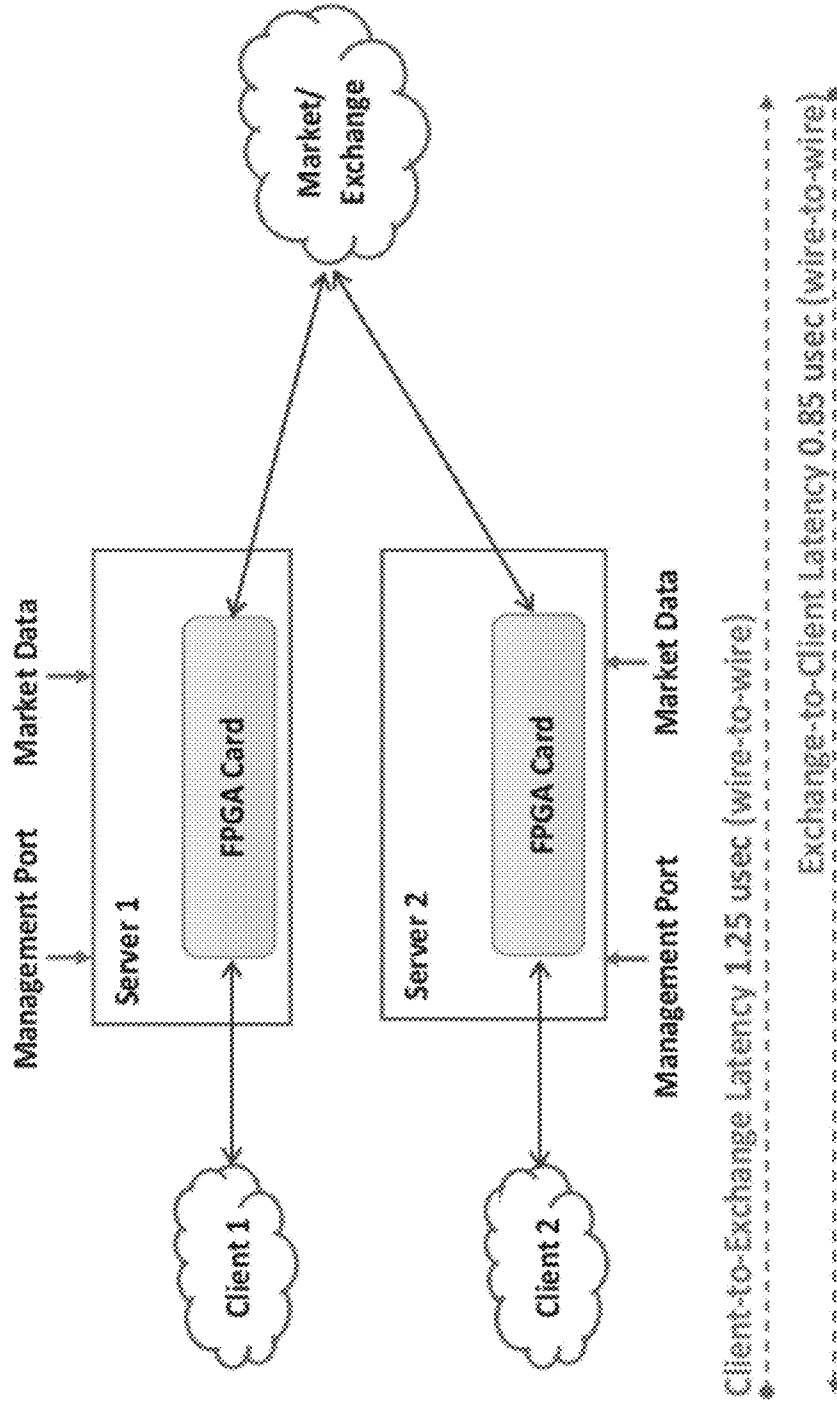 Management Port
Market Data
Server 1
FPGA Card
Client 1
Market/
Exchange
Server 2
FPGA Card
Client 2
Management Port
Market Data
Client-to-Exchange Latency 1.25 usec (wire-to-wire)
Exchange-to-Client Latency 0.85 usec (wire-to-wire)